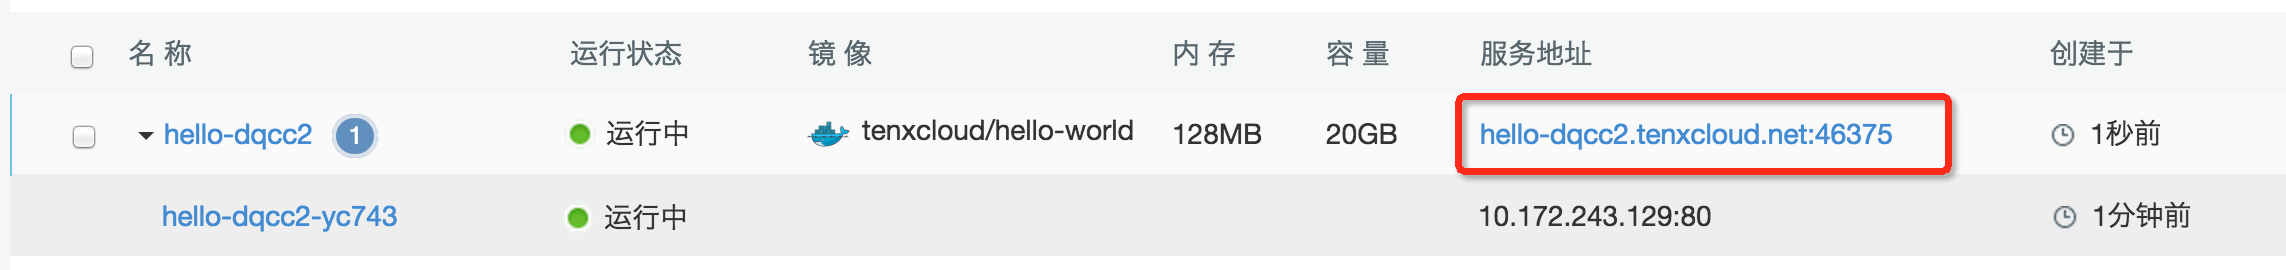 名 称 运行状态 镜 像 内 存 容 量 服务地址 创建于
hello-dqcc2 1 运行中 tenxcloud/hello-world 128MB 20GB hello-dqcc2.tenxcloud.net:46375 1秒前
hello-dqcc2-yc743 运行中 10.172.243.129:80 1分钟前